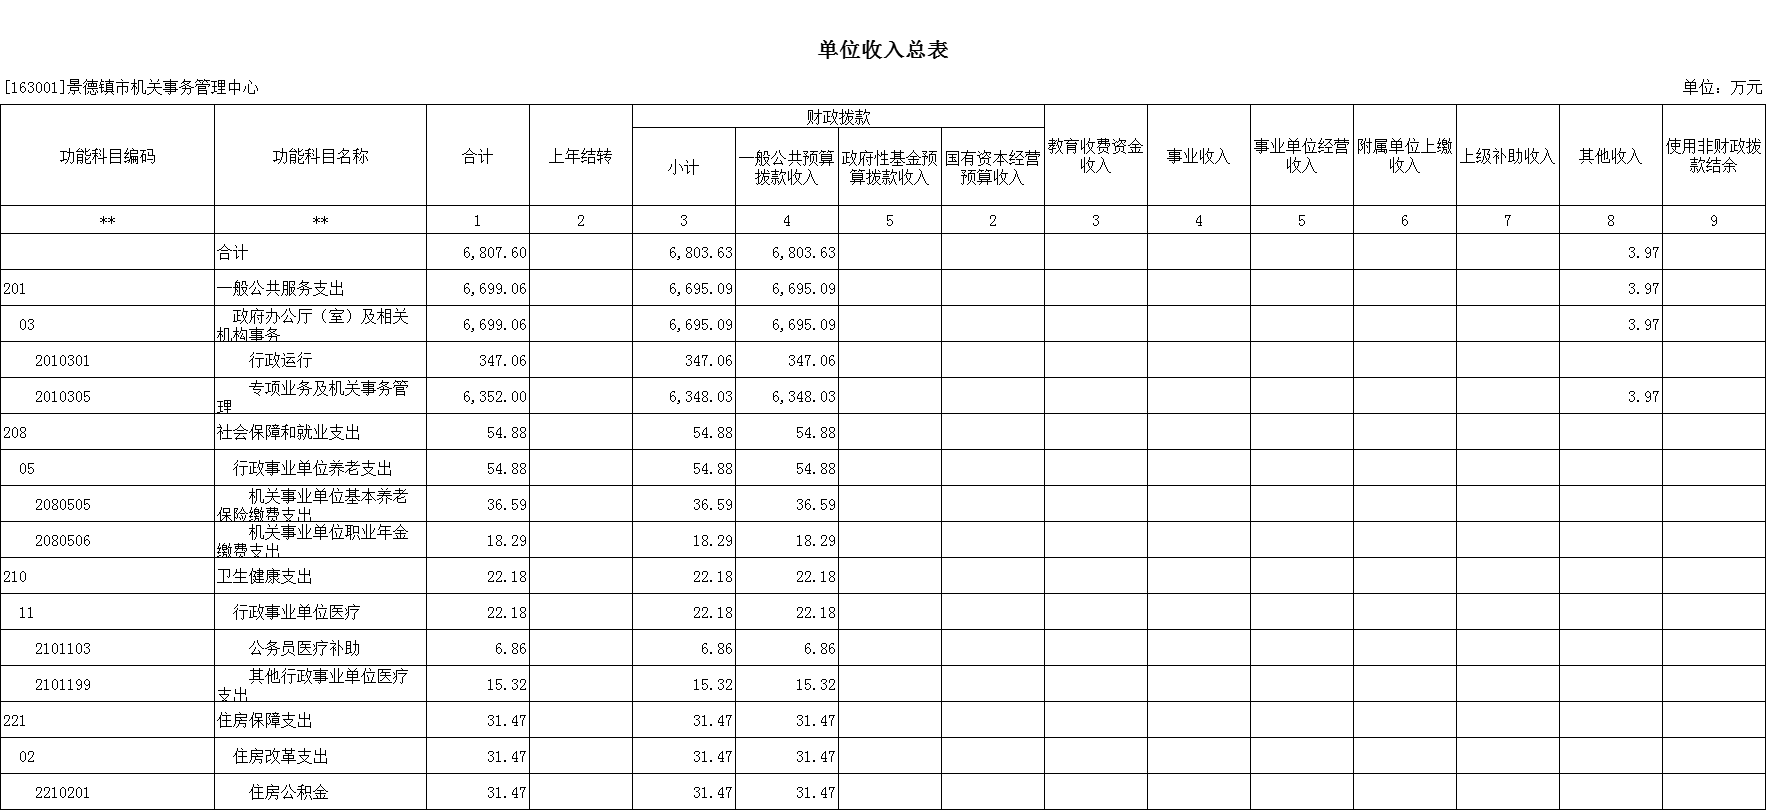 单位收入总表
[163001]景德镇市机关事务管理中心 单位：万元
功能科目编码 功能科目名称 合计 上年结转 财政拨款 教育收费资金收入 事业收入 事业单位经营收入 附属单位上缴收入 上级补助收入 其他收入 使用非财政拨款结余
小计 一般公共预算拨款收入 政府性基金预算拨款收入 国有资本经营预算收入
** ** 1 2 3 4 5 2 3 4 5 6 7 8 9
合计 6,807.60 6,803.63 6,803.63 3.97
201 一般公共服务支出 6,699.06 6,695.09 6,695.09 3.97
03 政府办公厅（室）及相关机构事务 6,699.06 6,695.09 6,695.09 3.97
2010301 行政运行 347.06 347.06 347.06
2010305 专项业务及机关事务管理 6,352.00 6,348.03 6,348.03 3.97
208 社会保障和就业支出 54.88 54.88 54.88
05 行政事业单位养老支出 54.88 54.88 54.88
2080505 机关事业单位基本养老保险缴费支出 36.59 36.59 36.59
2080506 机关事业单位职业年金缴费支出 18.29 18.29 18.29
210 卫生健康支出 22.18 22.18 22.18
11 行政事业单位医疗 22.18 22.18 22.18
2101103 公务员医疗补助 6.86 6.86 6.86
2101199 其他行政事业单位医疗支出 15.32 15.32 15.32
221 住房保障支出 31.47 31.47 31.47
02 住房改革支出 31.47 31.47 31.47
2210201 住房公积金 31.47 31.47 31.47